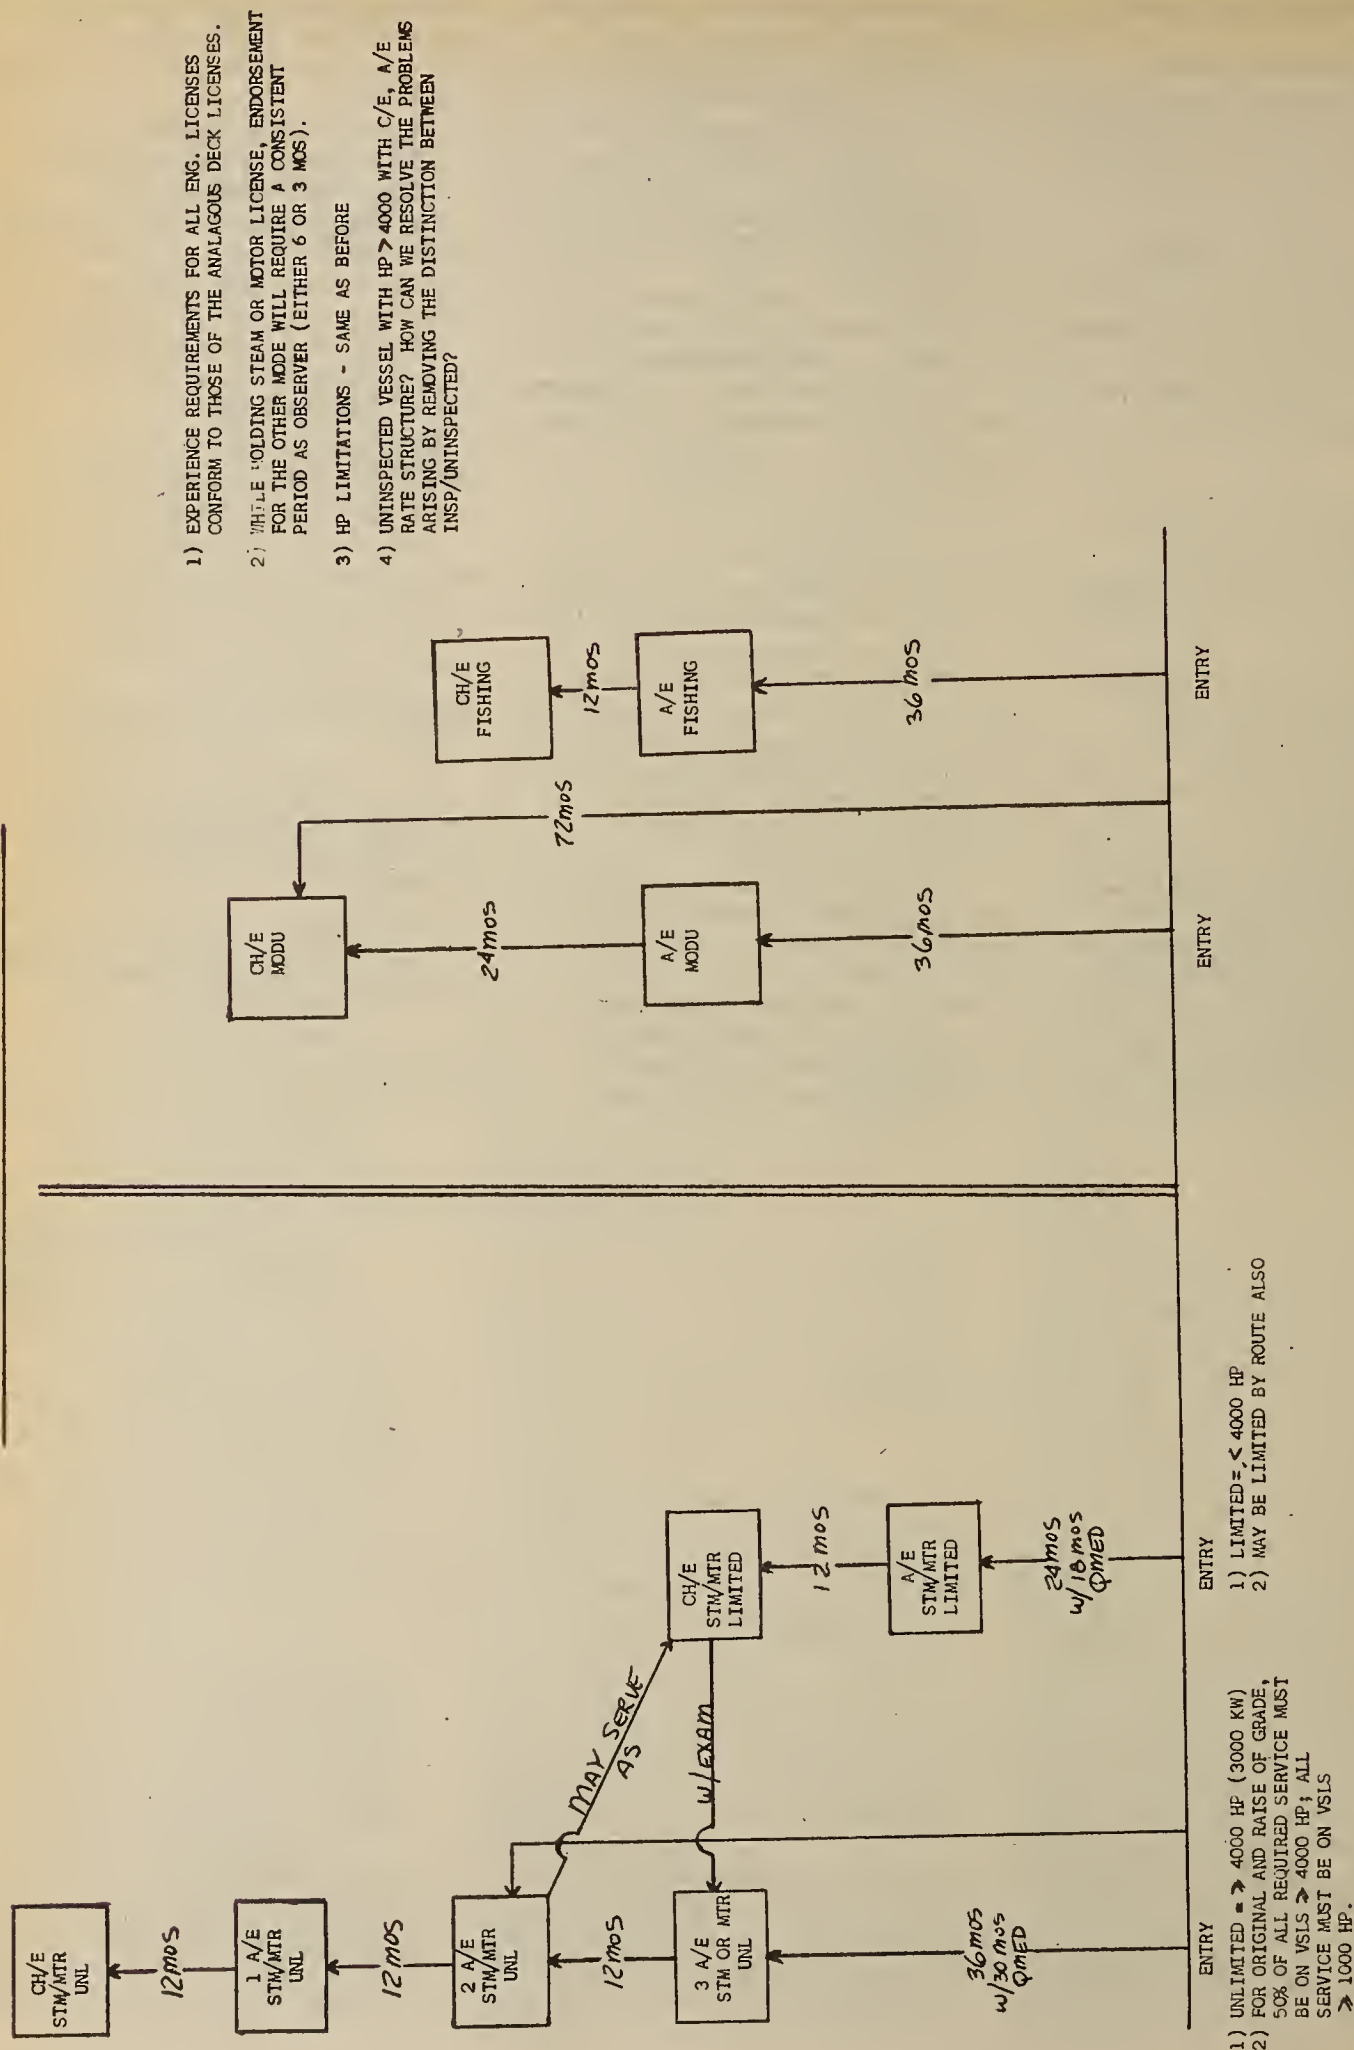 CH/E
STM/MTR
UNL
12mos
1 A/E
STM/MTR
UNL
12mos
2 A/E
STM/MTR
UNL
12mos
3 A/E
STM OR MTR
UNL
36mos
w/30mos
QMED
MAY SERVE
AS
W/EXAM
CH/E
STM/MTR
LIMITED
12mos
A/E
STM/MTR
LIMITED
24mos
w/18mos
QMED
CH/E
MODU
24mos
A/E
MODU
36mos
72mos
CH/E
FISHING
12mos
A/E
FISHING
36mos
ENTRY
ENTRY
ENTRY
ENTRY
1) UNLIMITED = ⩾ 4000 HP (3000 KW)
2) FOR ORIGINAL AND RAISE OF GRADE,
50% OF ALL REQUIRED SERVICE MUST
BE ON VSLS ⩾ 4000 HP; ALL
SERVICE MUST BE ON VSLS
⩾ 1000 HP.
1) LIMITED = < 4000 HP
2) MAY BE LIMITED BY ROUTE ALSO
1) EXPERIENCE REQUIREMENTS FOR ALL ENG. LICENSES
CONFORM TO THOSE OF THE ANALAGOUS DECK LICENSES.
2) WHILE HOLDING STEAM OR MOTOR LICENSE, ENDORSEMENT
FOR THE OTHER MODE WILL REQUIRE A CONSISTENT
PERIOD AS OBSERVER (EITHER 6 OR 3 MOS).
3) HP LIMITATIONS - SAME AS BEFORE
4) UNINSPECTED VESSEL WITH HP > 4000 WITH C/E, A/E
RATE STRUCTURE? HOW CAN WE RESOLVE THE PROBLEMS
ARISING BY REMOVING THE DISTINCTION BETWEEN
INSP/UNINSPECTED?